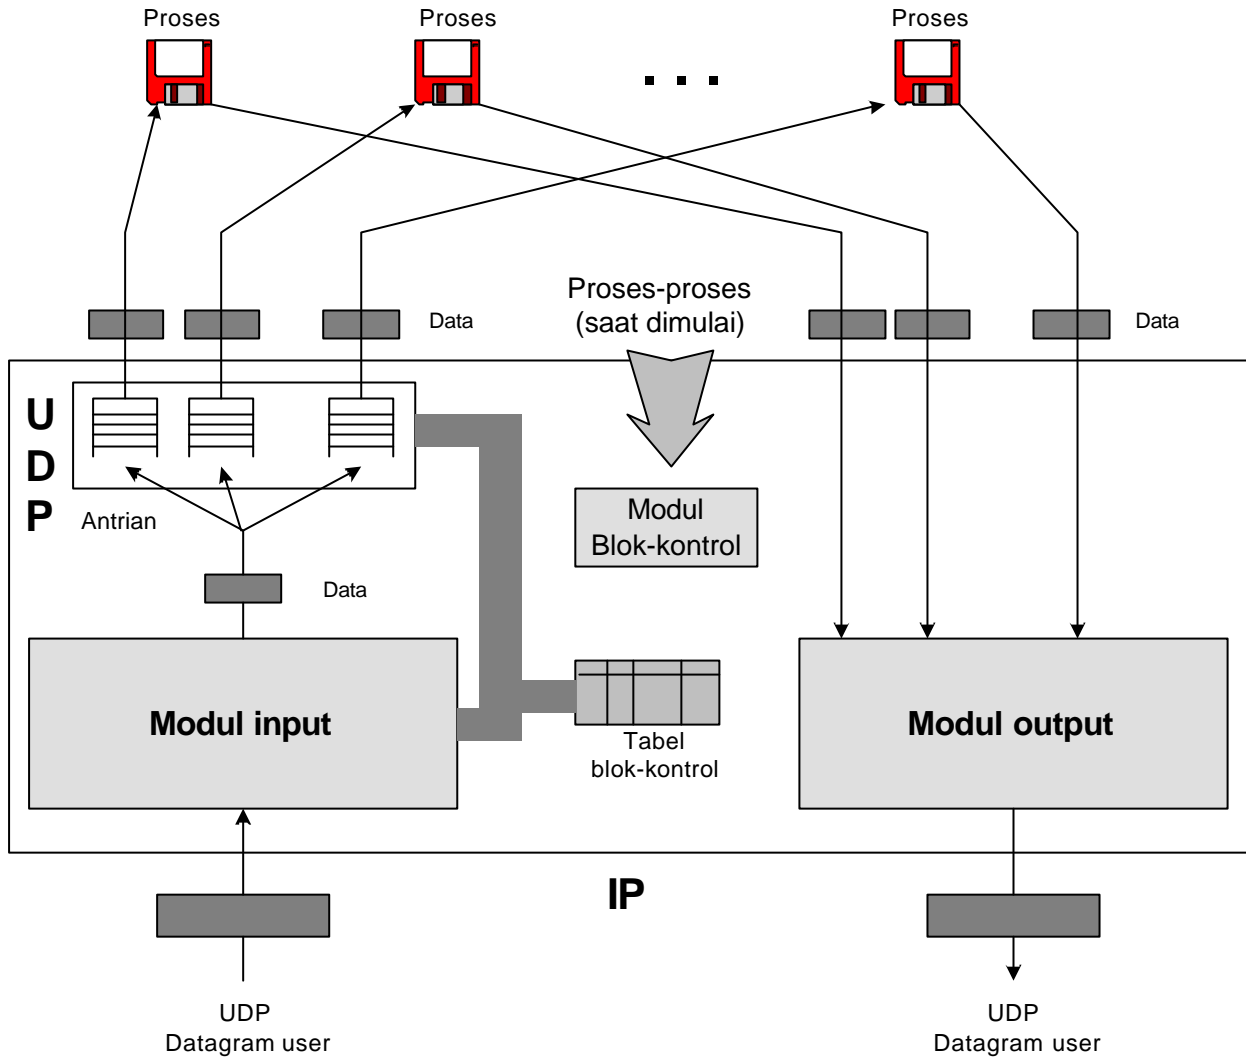 Proses
Proses
Proses
. . .
Proses-proses
(saat dimulai)
Data
Data
U
D
P
Antrian
Modul
Blok-kontrol
Data
Modul input
Tabel
blok-kontrol
Modul output
IP
UDP
Datagram user
UDP
Datagram user